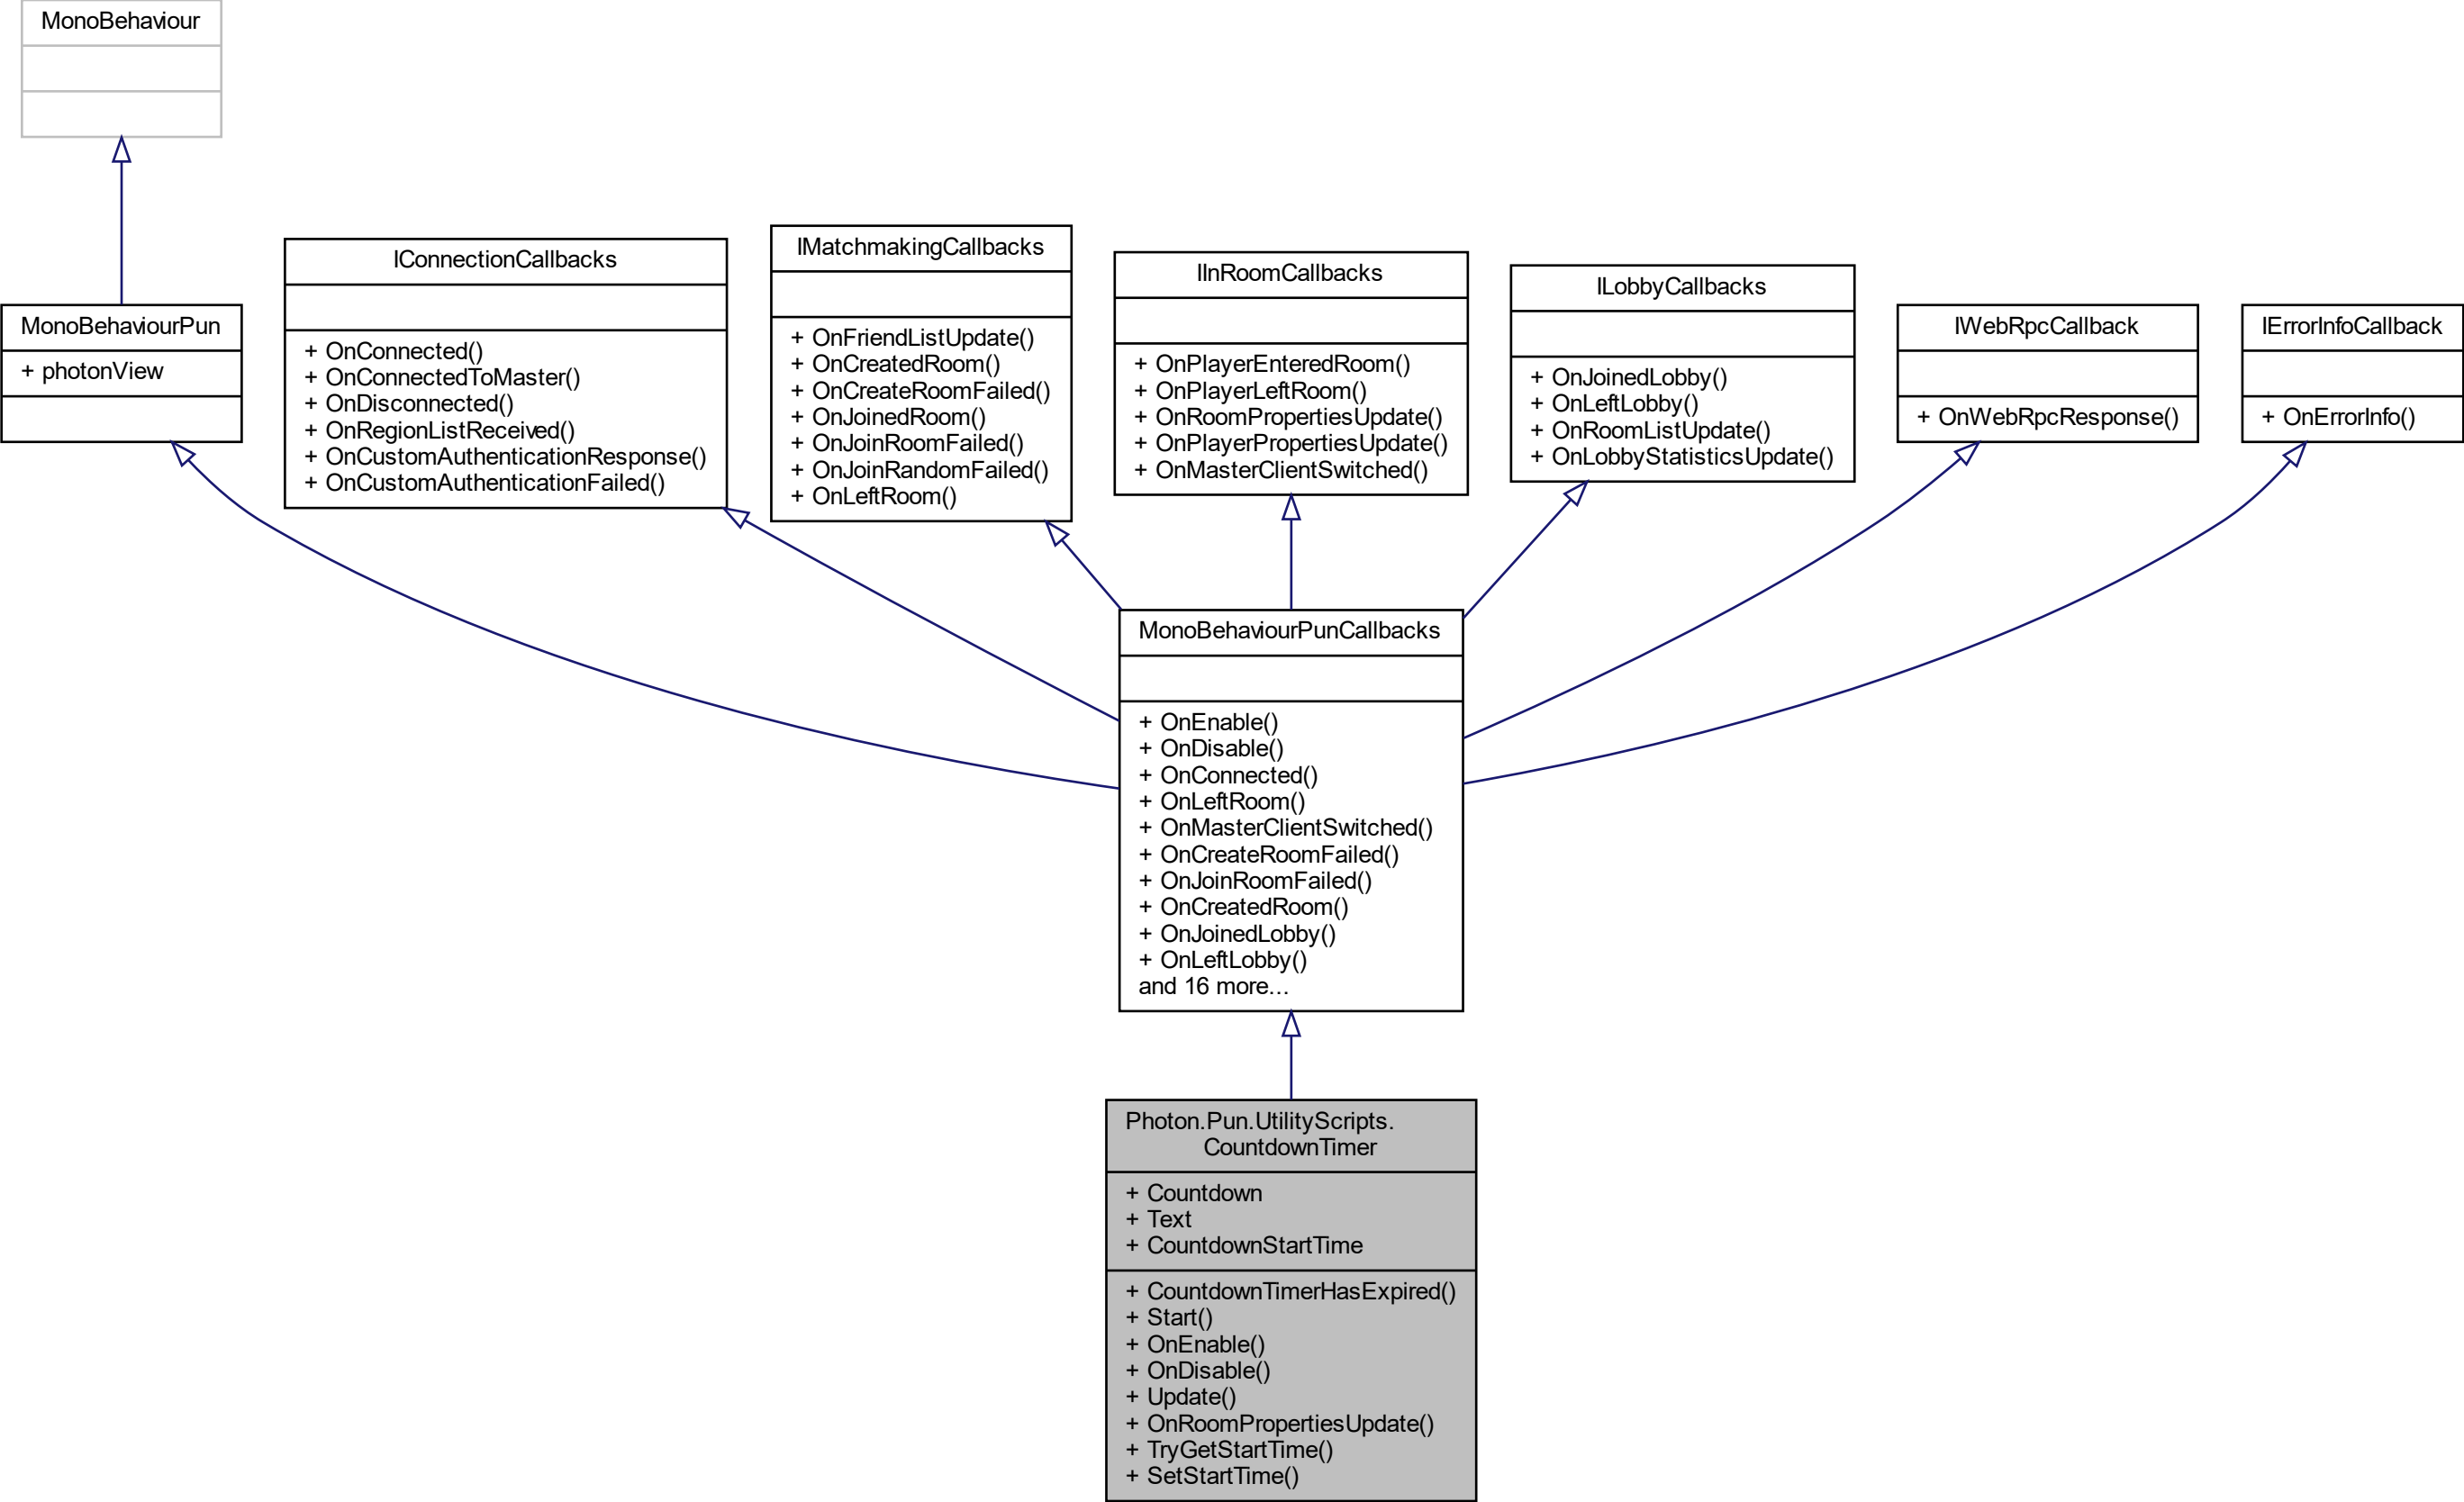 MonoBehaviour
MonoBehaviourPun
+ photonView
IConnectionCallbacks
+ OnConnected()
+ OnConnectedToMaster()
+ OnDisconnected()
+ OnRegionListReceived()
+ OnCustomAuthenticationResponse()
+ OnCustomAuthenticationFailed()
IMatchmakingCallbacks
+ OnFriendListUpdate()
+ OnCreatedRoom()
+ OnCreateRoomFailed()
+ OnJoinedRoom()
+ OnJoinRoomFailed()
+ OnJoinRandomFailed()
+ OnLeftRoom()
IInRoomCallbacks
+ OnPlayerEnteredRoom()
+ OnPlayerLeftRoom()
+ OnRoomPropertiesUpdate()
+ OnPlayerPropertiesUpdate()
+ OnMasterClientSwitched()
ILobbyCallbacks
+ OnJoinedLobby()
+ OnLeftLobby()
+ OnRoomListUpdate()
+ OnLobbyStatisticsUpdate()
IWebRpcCallback
+ OnWebRpcResponse()
IErrorInfoCallback
+ OnErrorInfo()
MonoBehaviourPunCallbacks
+ OnEnable()
+ OnDisable()
+ OnConnected()
+ OnLeftRoom()
+ OnMasterClientSwitched()
+ OnCreateRoomFailed()
+ OnJoinRoomFailed()
+ OnCreatedRoom()
+ OnJoinedLobby()
+ OnLeftLobby()
and 16 more...
Photon.Pun.UtilityScripts.
CountdownTimer
+ Countdown
+ Text
+ CountdownStartTime
+ CountdownTimerHasExpired()
+ Start()
+ OnEnable()
+ OnDisable()
+ Update()
+ OnRoomPropertiesUpdate()
+ TryGetStartTime()
+ SetStartTime()